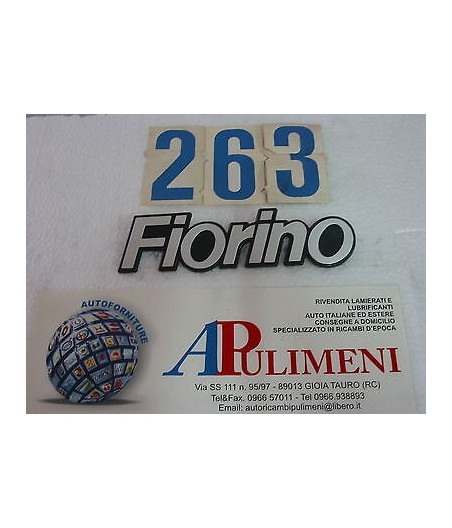 263
Fiorino
AUTOFORNITURE
RIVENDITA LAMIERATI E
LUBRIFICANTI
AUTO ITALIANE ED ESTERE
CONSEGNE A DOMICILIO
SPECIALIZZATO IN RICAMBI D'EPOCA
APULIMENI
Via SS 111 n. 95/97 - 89013 GIOIA TAURO (RC)
Tel&Fax. 0966 57011 - Tel 0966.938893
Email: autoricambipulimeni@libero.it